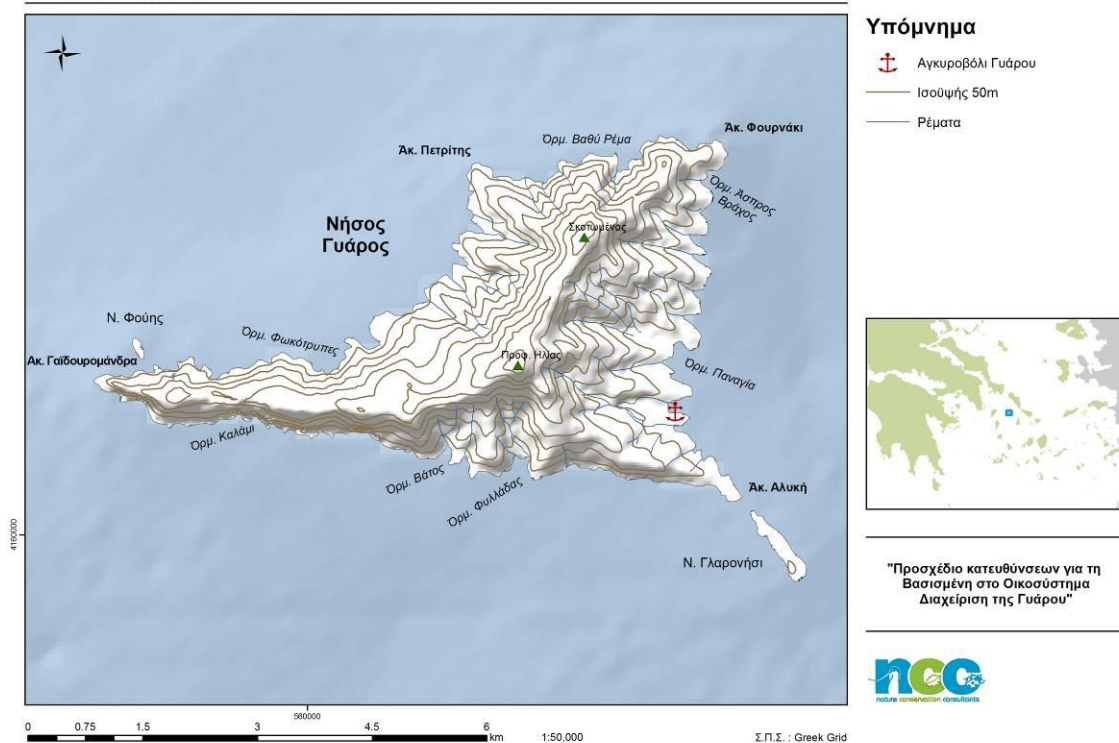 Υπόμνημα
Αγκυροβόλι Γυάρου
Ισοϋψής 50m
Ρέματα
Άκ. Φουρνάκι
Όρμ. Βαθύ Ρέμα
Άκ. Πετρίτης
Όρμ. Άσπρος
Βράχος
Νήσος
Γυάρος
Σκοτωμένος
Ν. Φούης
Όρμ. Φωκότρυπες
Ακ. Γαϊδουρομάνδρα
Προφ. Ηλίας
Όρμ. Παναγία
Όρμ. Καλάμι
Όρμ. Βάτος
Όρμ. Φυλλάδας
Άκ. Αλυκή
Ν. Γλαρονήσι
4160000
560000
"Προσχέδιο κατευθύνσεων για τη
Βασισμένη στο Οικοσύστημα
Διαχείριση της Γυάρου"
ncc
nature conservation consultants
0 0.75 1.5 3 4.5 6
km
1:50,000
Σ.Π.Σ. : Greek Grid